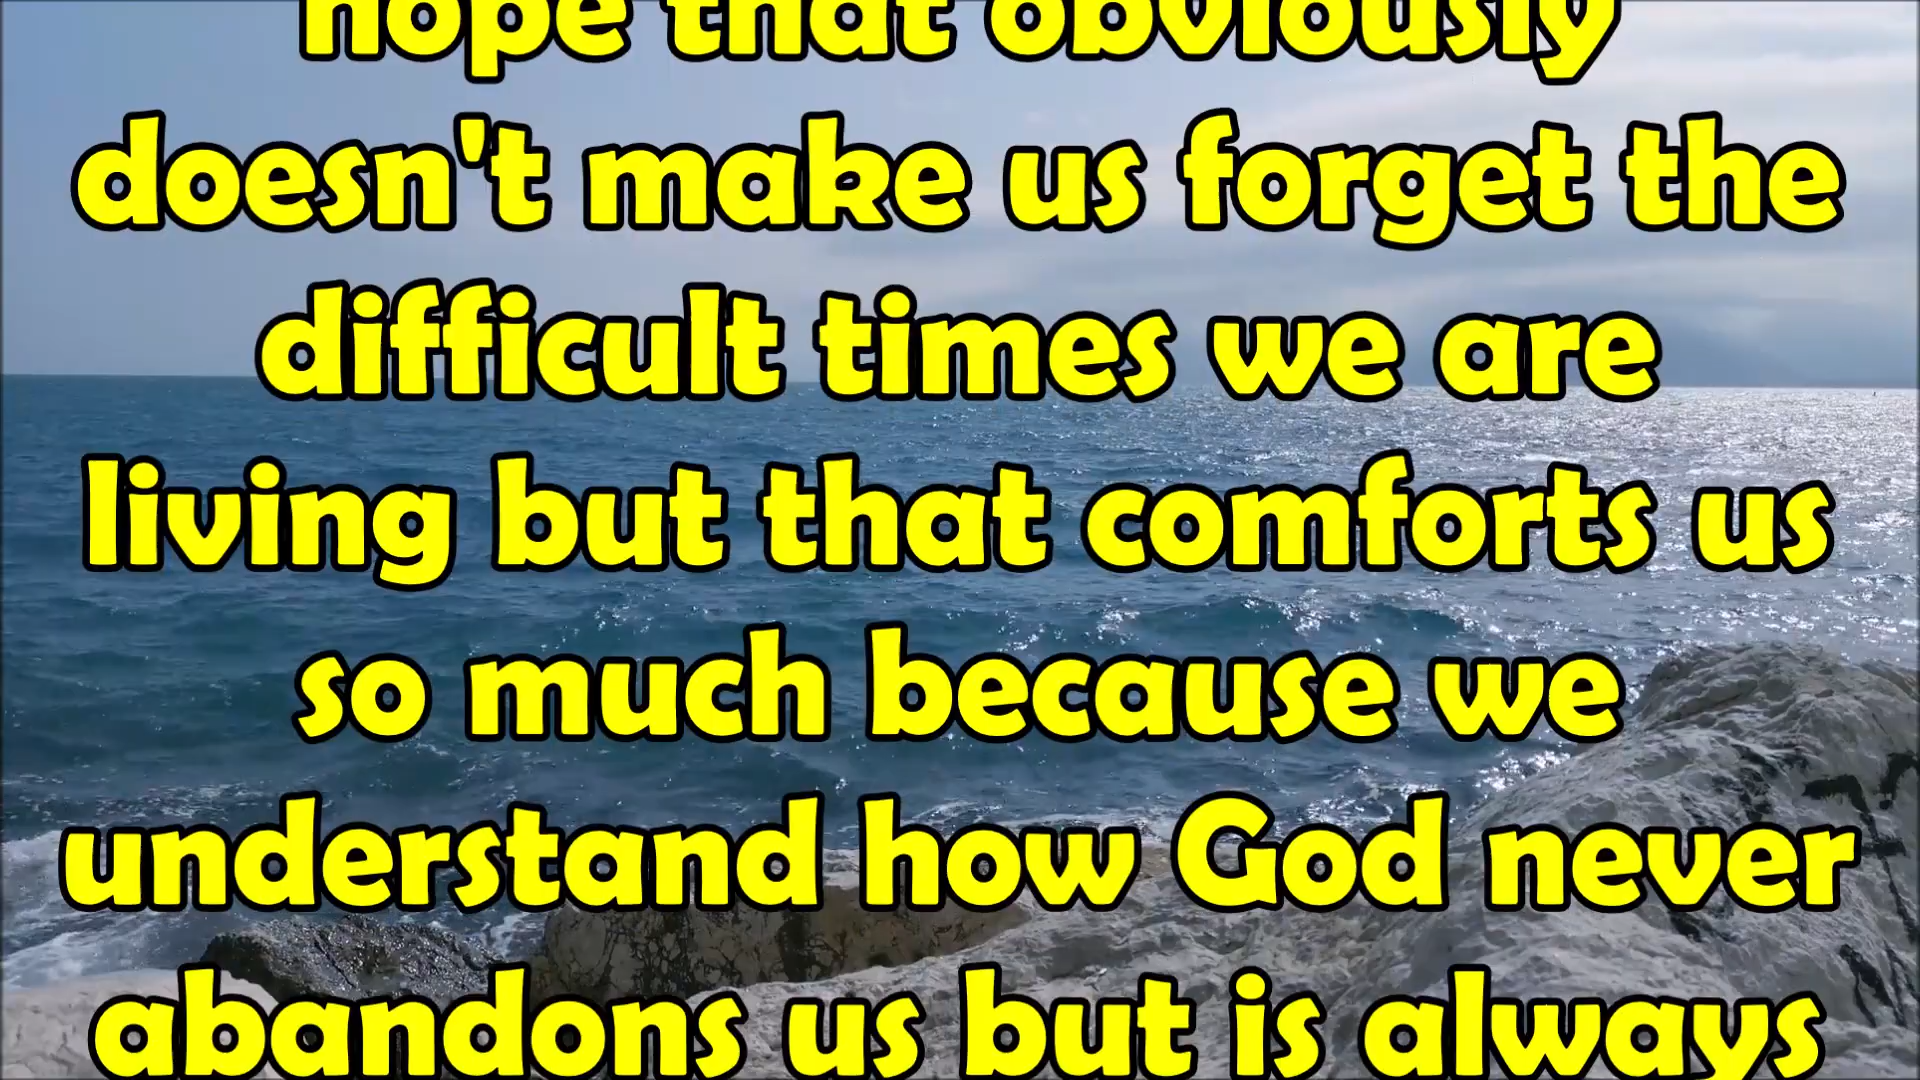 hope that obviously
doesn't make us forget the
difficult times we are
living but that comforts us
so much because we
understand how God never
abandons us but is always